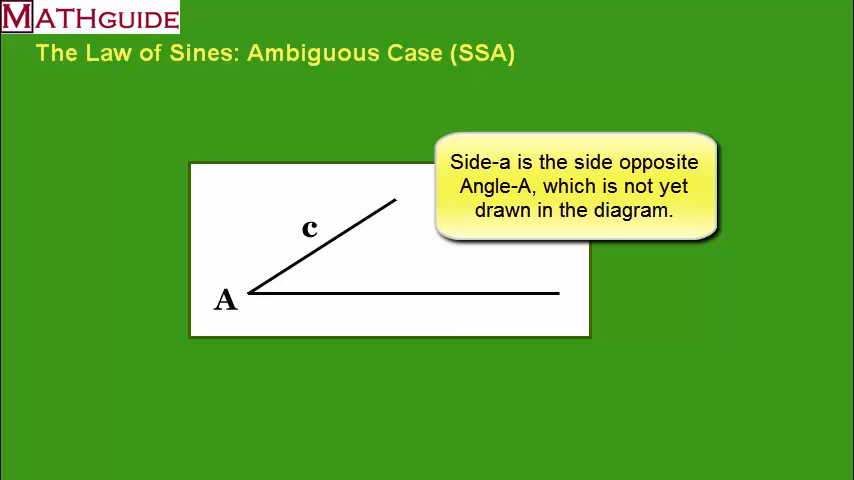 MATHGUIDE
The Law of Sines: Ambiguous Case (SSA)
Side-a is the side opposite
Angle-A, which is not yet
drawn in the diagram.
c
A